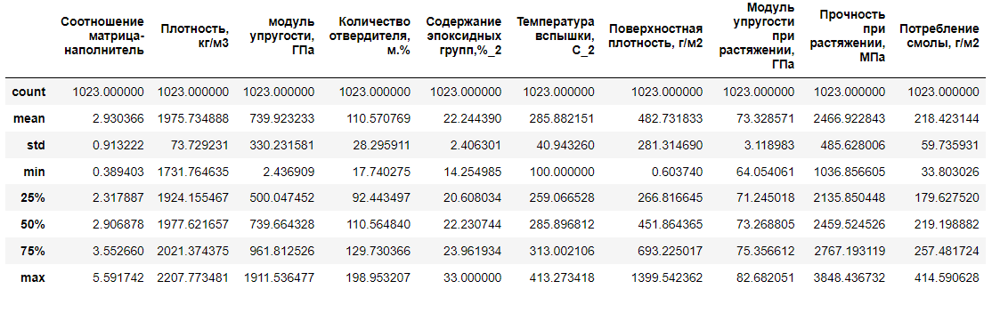 Соотношение матрица-наполнитель Плотность, кг/м3 модуль упругости, ГПа Количество отвердителя, м.% Содержание эпоксидных групп,%_2 Температура вспышки, С_2 Поверхностная плотность, г/м2 Модуль упругости при растяжении, ГПа Прочность при растяжении, МПа Потребление смолы, г/м2
count 1023.000000 1023.000000 1023.000000 1023.000000 1023.000000 1023.000000 1023.000000 1023.000000 1023.000000 1023.000000
mean 2.930366 1975.734888 739.923233 110.570769 22.244390 285.882151 482.731833 73.328571 2466.922843 218.423144
std 0.913222 73.729231 330.231581 28.295911 2.406301 40.943260 281.314690 3.118983 485.628006 59.735931
min 0.389403 1731.764635 2.436909 17.740275 14.254985 100.000000 0.603740 64.054061 1036.856605 33.803026
25% 2.317887 1924.155467 500.047452 92.443497 20.608034 259.066528 266.816645 71.245018 2135.850448 179.627520
50% 2.906878 1977.621657 739.664328 110.564840 22.230744 285.896812 451.864365 73.268805 2459.524526 219.198882
75% 3.552660 2021.374375 961.812526 129.730366 23.961934 313.002106 693.225017 75.356612 2767.193119 257.481724
max 5.591742 2207.773481 1911.536477 198.953207 33.000000 413.273418 1399.542362 82.682051 3848.436732 414.590628